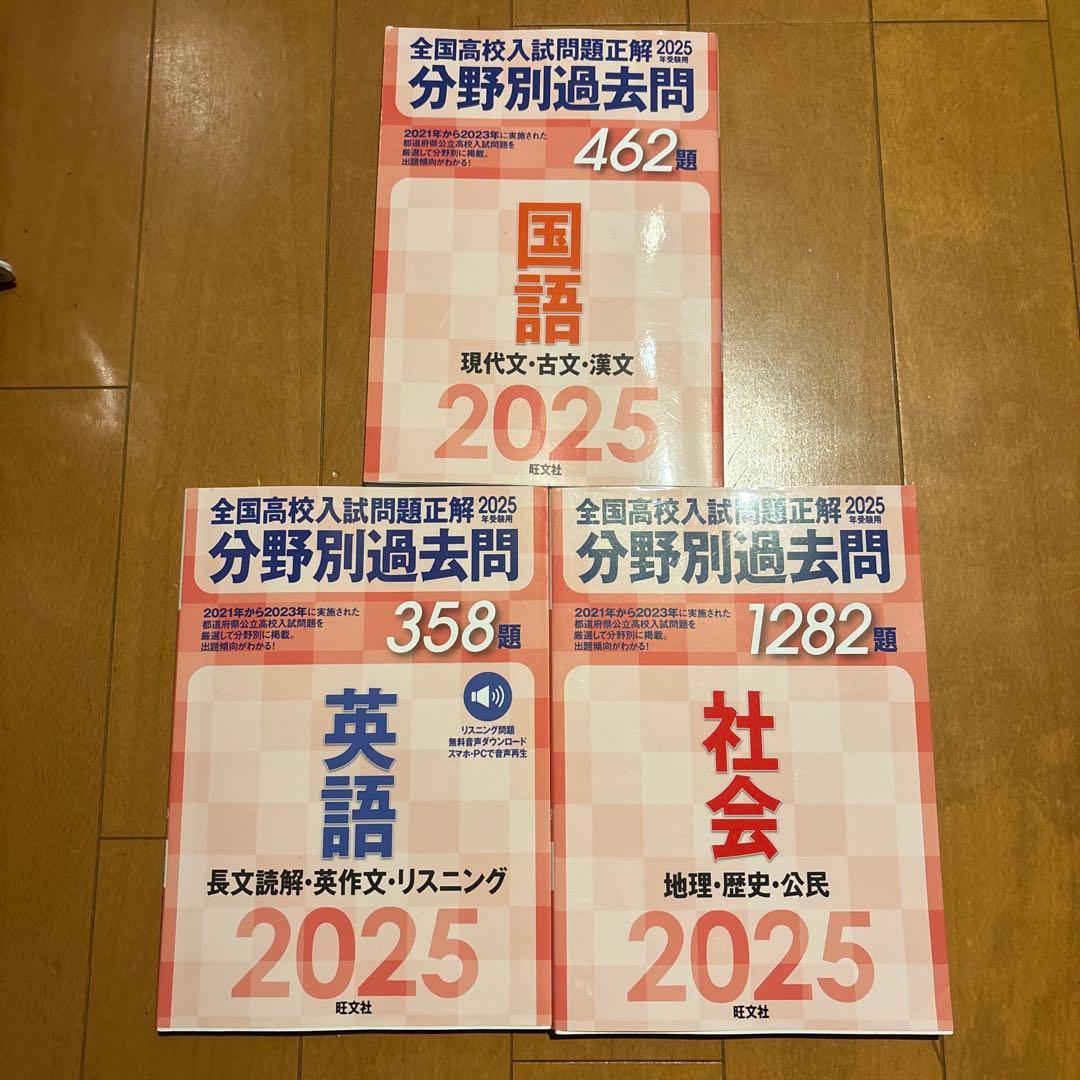 全国高校入試問題正解 2025年受験用
分野別過去問
2021年から2023年に実施された
都道府県公立高校入試問題を
厳選して分野別に掲載。
出題傾向がわかる!
462題
国語
現代文・古文・漢文
2025
旺文社
全国高校入試問題正解 2025年受験用
分野別過去問
2021年から2023年に実施された
都道府県公立高校入試問題を
厳選して分野別に掲載。
出題傾向がわかる!
358題
英語
リスニング問題
無料音声ダウンロード
スマホ・PCで音声再生
長文読解・英作文・リスニング
2025
旺文社
全国高校入試問題正解 2025年受験用
分野別過去問
2021年から2023年に実施された
都道府県公立高校入試問題を
厳選して分野別に掲載。
出題傾向がわかる!
1282題
社会
地理・歴史・公民
2025
旺文社